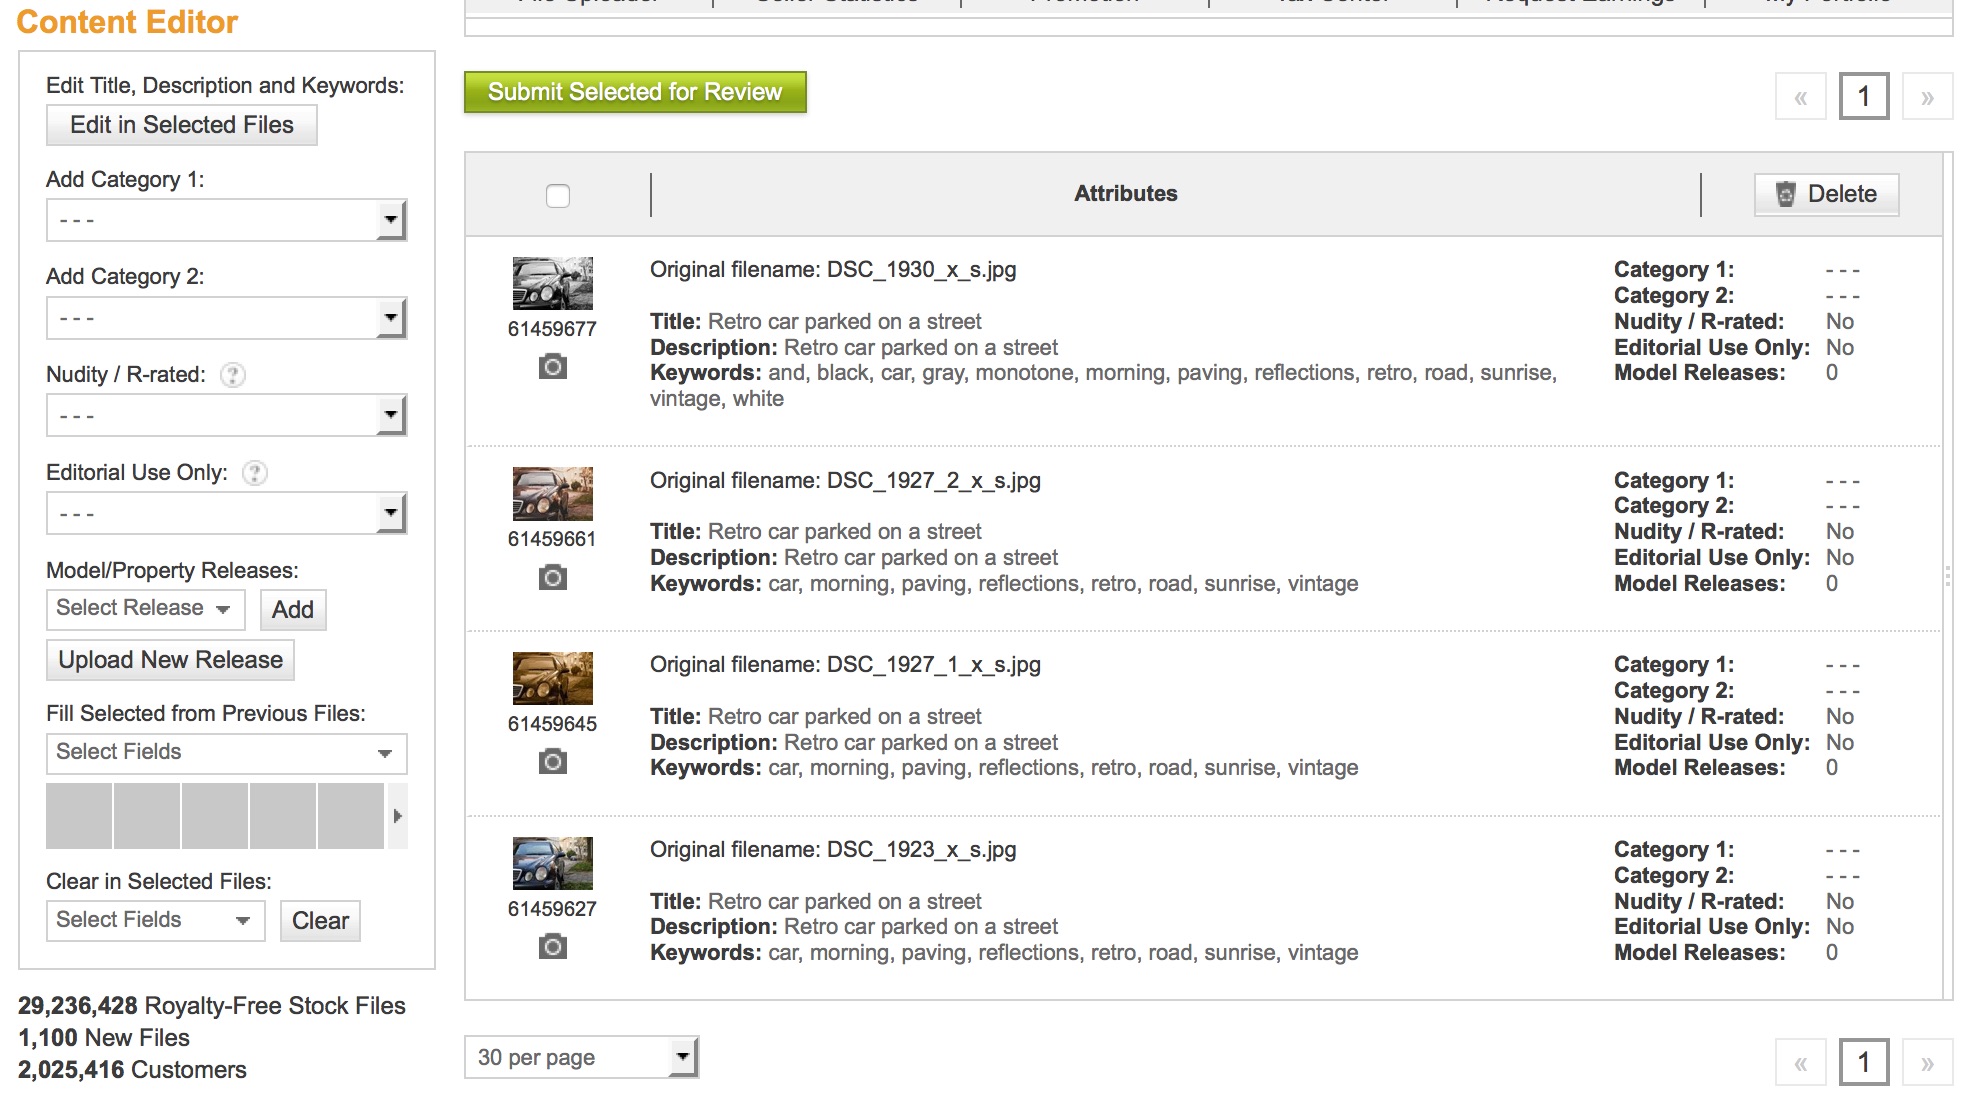 Content Editor
File Uploader
Seller Statistics
Promotion
Tax Center
Request Earnings
My Portfolio
Edit Title, Description and Keywords:
Edit in Selected Files
Add Category 1:
- - -
Add Category 2:
- - -
Nudity / R-rated: ?
- - -
Editorial Use Only: ?
- - -
Model/Property Releases:
Select Release
Add
Upload New Release
Fill Selected from Previous Files:
Select Fields
Clear in Selected Files:
Select Fields
Clear
29,236,428 Royalty-Free Stock Files
1,100 New Files
2,025,416 Customers
Submit Selected for Review
« 1 »
Attributes
Delete
61459677
Original filename: DSC_1930_x_s.jpg
Title: Retro car parked on a street
Description: Retro car parked on a street
Keywords: and, black, car, gray, monotone, morning, paving, reflections, retro, road, sunrise,
vintage, white
Category 1: - - -
Category 2: - - -
Nudity / R-rated: No
Editorial Use Only: No
Model Releases: 0
61459661
Original filename: DSC_1927_2_x_s.jpg
Title: Retro car parked on a street
Description: Retro car parked on a street
Keywords: car, morning, paving, reflections, retro, road, sunrise, vintage
Category 1: - - -
Category 2: - - -
Nudity / R-rated: No
Editorial Use Only: No
Model Releases: 0
61459645
Original filename: DSC_1927_1_x_s.jpg
Title: Retro car parked on a street
Description: Retro car parked on a street
Keywords: car, morning, paving, reflections, retro, road, sunrise, vintage
Category 1: - - -
Category 2: - - -
Nudity / R-rated: No
Editorial Use Only: No
Model Releases: 0
61459627
Original filename: DSC_1923_x_s.jpg
Title: Retro car parked on a street
Description: Retro car parked on a street
Keywords: car, morning, paving, reflections, retro, road, sunrise, vintage
Category 1: - - -
Category 2: - - -
Nudity / R-rated: No
Editorial Use Only: No
Model Releases: 0
30 per page
« 1 »